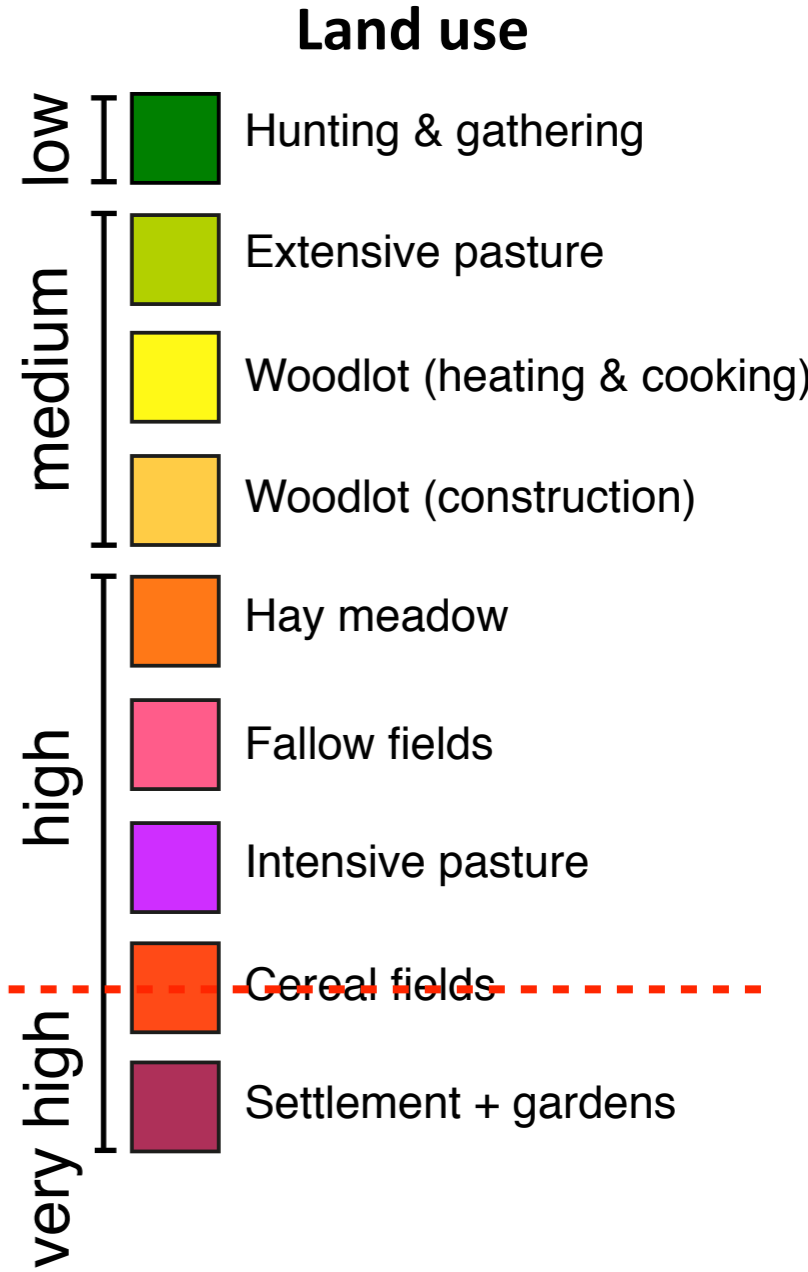 Land use
low
Hunting & gathering
medium
Extensive pasture
Woodlot (heating & cooking)
Woodlot (construction)
high
Hay meadow
Fallow fields
Intensive pasture
Cereal fields
very high
Settlement + gardens